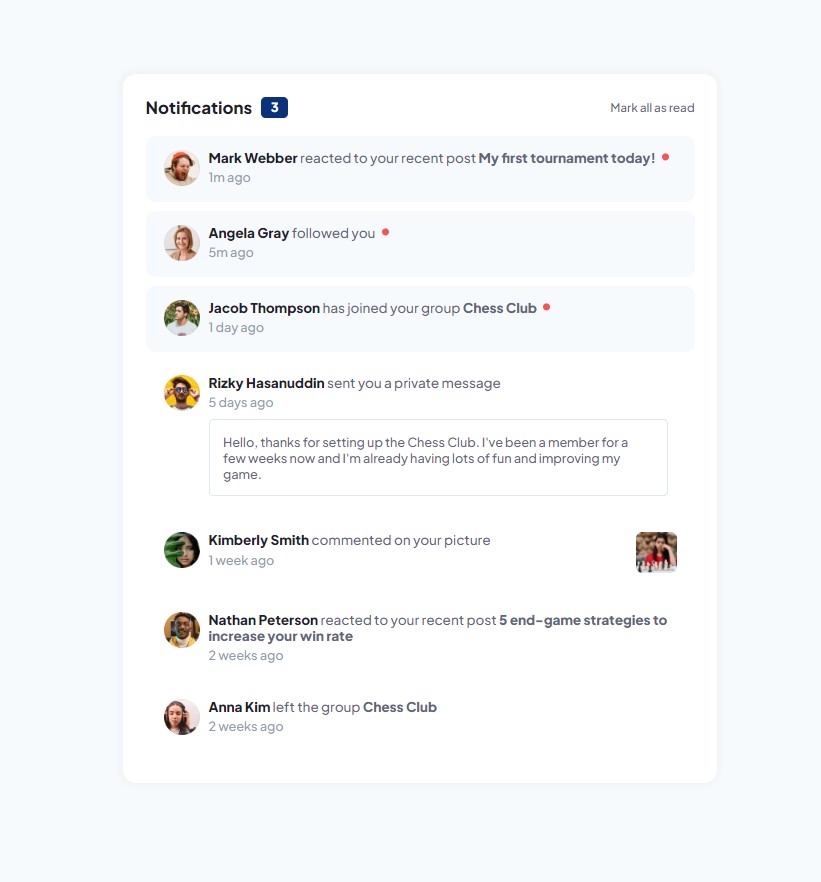 Notifications 3 Mark all as read
Mark Webber reacted to your recent post My first tournament today!
1m ago
Angela Gray followed you
5m ago
Jacob Thompson has joined your group Chess Club
1 day ago
Rizky Hasanuddin sent you a private message
5 days ago
Hello, thanks for setting up the Chess Club. I've been a member for a
few weeks now and I'm already having lots of fun and improving my
game.
Kimberly Smith commented on your picture
1 week ago
Nathan Peterson reacted to your recent post 5 end-game strategies to
increase your win rate
2 weeks ago
Anna Kim left the group Chess Club
2 weeks ago